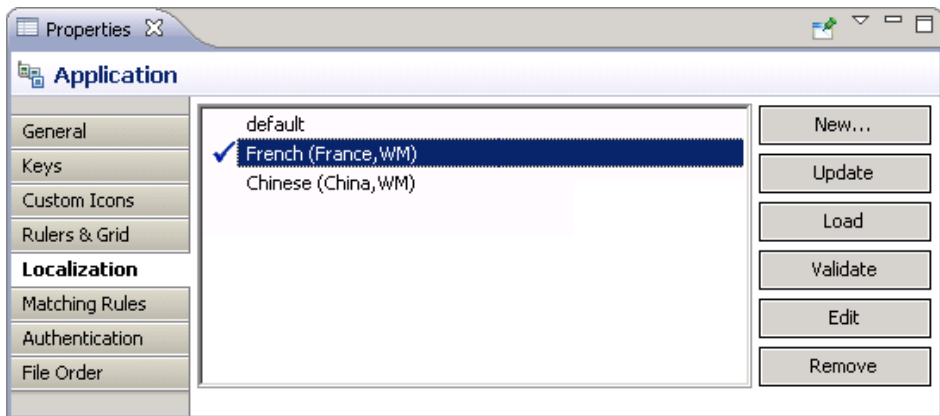 Properties
Application
General
Keys
Custom Icons
Rulers & Grid
Localization
Matching Rules
Authentication
File Order
default
French (France,WM)
Chinese (China,WM)
New...
Update
Load
Validate
Edit
Remove